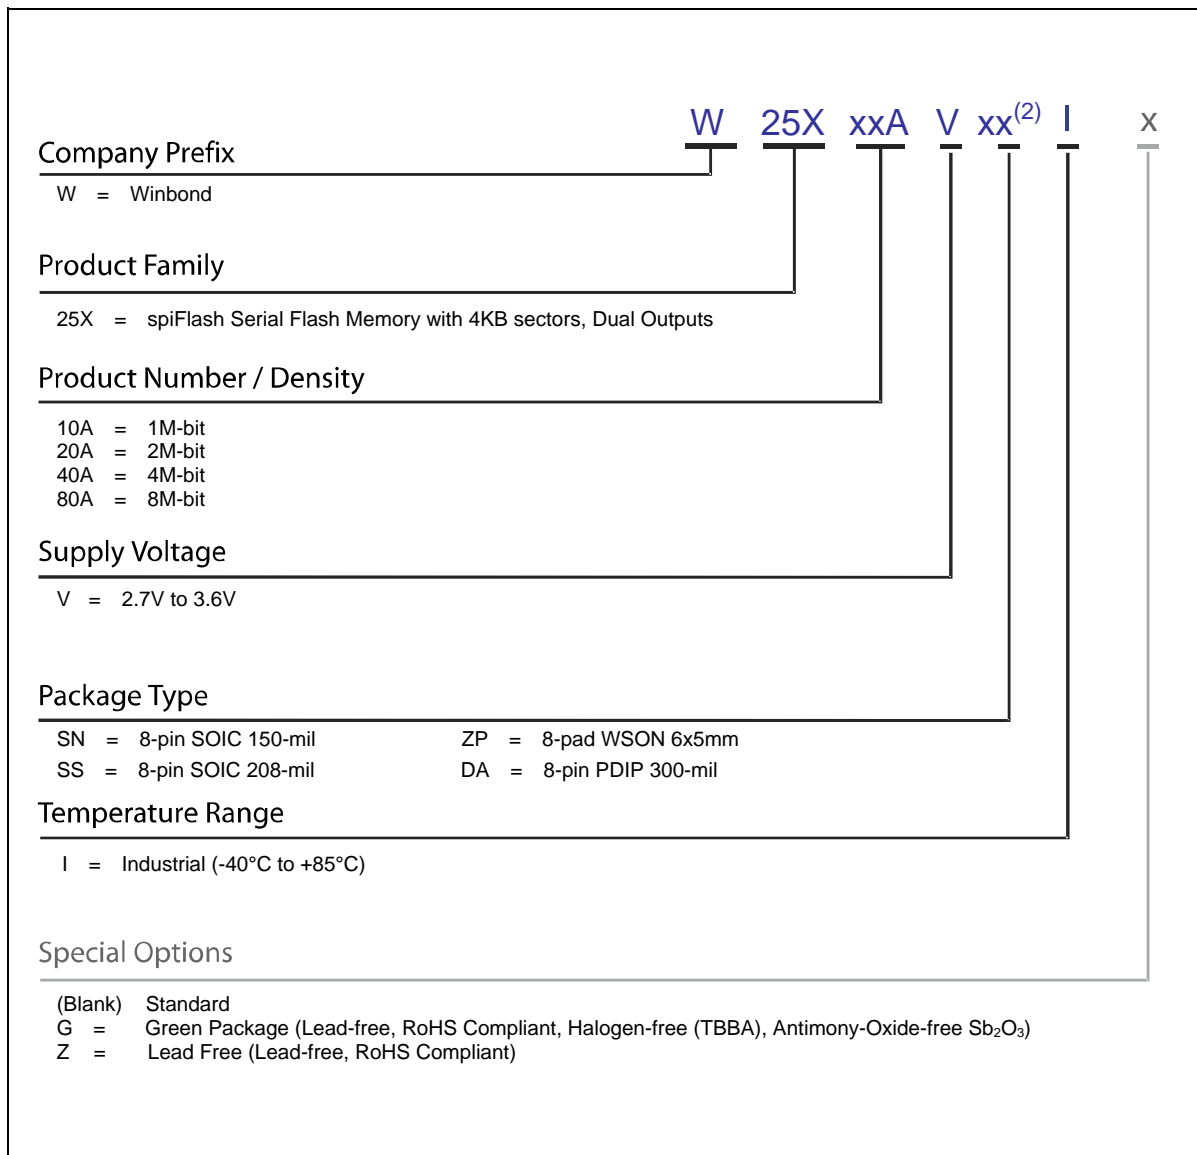 W 25X xxA V xx(2) I x
Company Prefix
W = Winbond
Product Family
25X = spiFlash Serial Flash Memory with 4KB sectors, Dual Outputs
Product Number / Density
10A = 1M-bit
20A = 2M-bit
40A = 4M-bit
80A = 8M-bit
Supply Voltage
V = 2.7V to 3.6V
Package Type
SN = 8-pin SOIC 150-mil ZP = 8-pad WSON 6x5mm
SS = 8-pin SOIC 208-mil DA = 8-pin PDIP 300-mil
Temperature Range
I = Industrial (-40°C to +85°C)
Special Options
(Blank) Standard
G = Green Package (Lead-free, RoHS Compliant, Halogen-free (TBBA), Antimony-Oxide-free Sb₂O₃)
Z = Lead Free (Lead-free, RoHS Compliant)